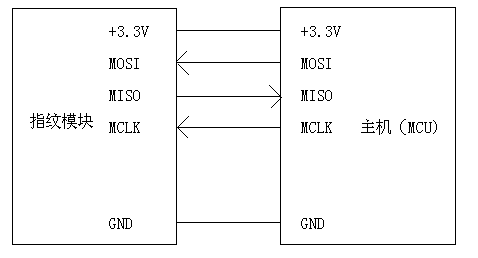 +3.3V +3.3V
MOSI MOSI
MISO MISO
指纹模块 MCLK MCLK 主机（MCU）
GND GND